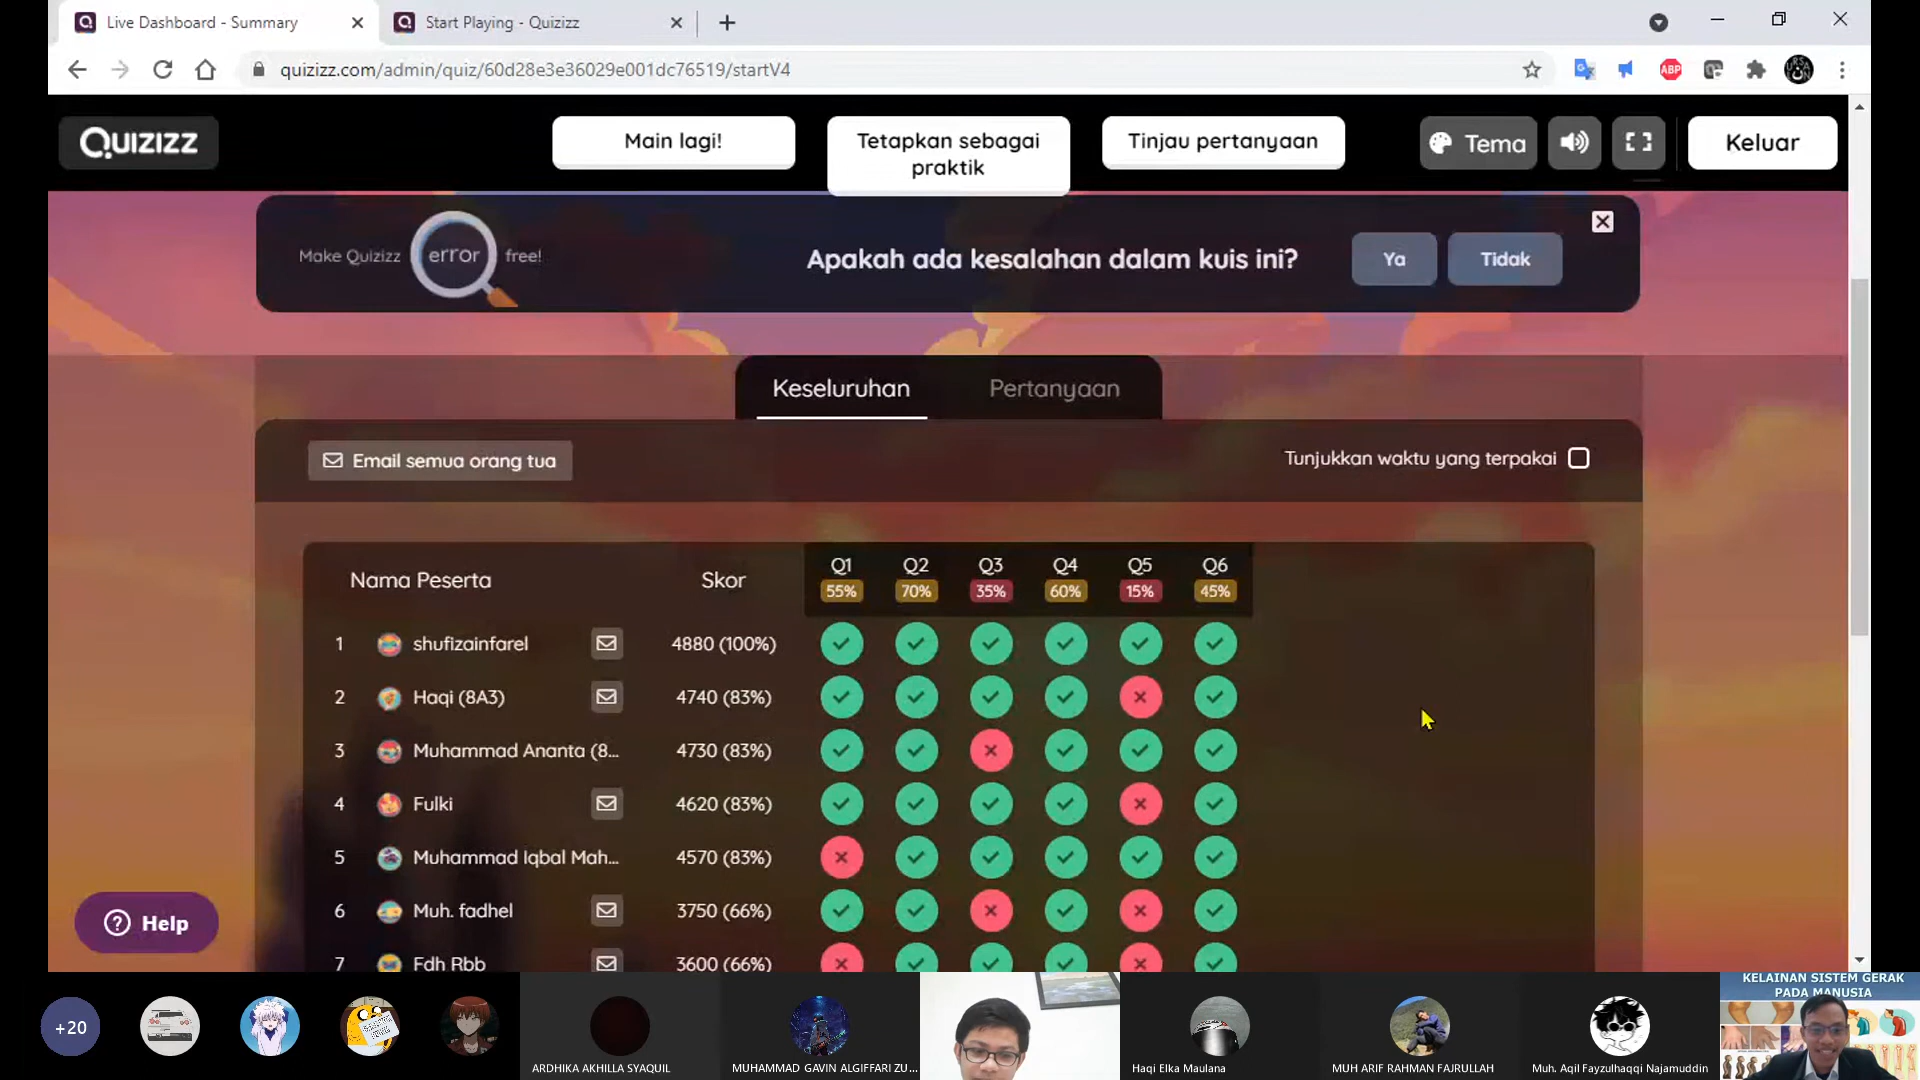 Live Dashboard - Summary
Start Playing - Quizizz
quizizz.com/admin/quiz/60d28e3e36029e001dc76519/startV4
ABP
Quizizz
Main lagi!
Tetapkan sebagai
praktik
Tinjau pertanyaan
Tema
Keluar
Make Quizizz error free!
Apakah ada kesalahan dalam kuis ini?
Ya
Tidak
Keseluruhan
Pertanyaan
Email semua orang tua
Tunjukkan waktu yang terpakai
Nama Peserta
Skor
Q1 Q2 Q3 Q4 Q5 Q6
55% 70% 35% 60% 15% 45%
1 shufizainfarel 4880 (100%)
2 Haqi (8A3) 4740 (83%)
3 Muhammad Ananta (8... 4730 (83%)
4 Fulki 4620 (83%)
5 Muhammad Iqbal Mah... 4570 (83%)
6 Muh. fadhel 3750 (66%)
7 Fdh Rbb 3600 (66%)
Help
+20
ARDHIKA AKHILLA SYAQUIL
MUHAMMAD GAVIN ALGIFFARI ZU...
Haqi Elka Maulana
MUH ARIF RAHMAN FAJRULLAH
Muh. Aqil Fayzulhaqqi Najamuddin
KELAINAN SISTEM GERAK
PADA MANUSIA